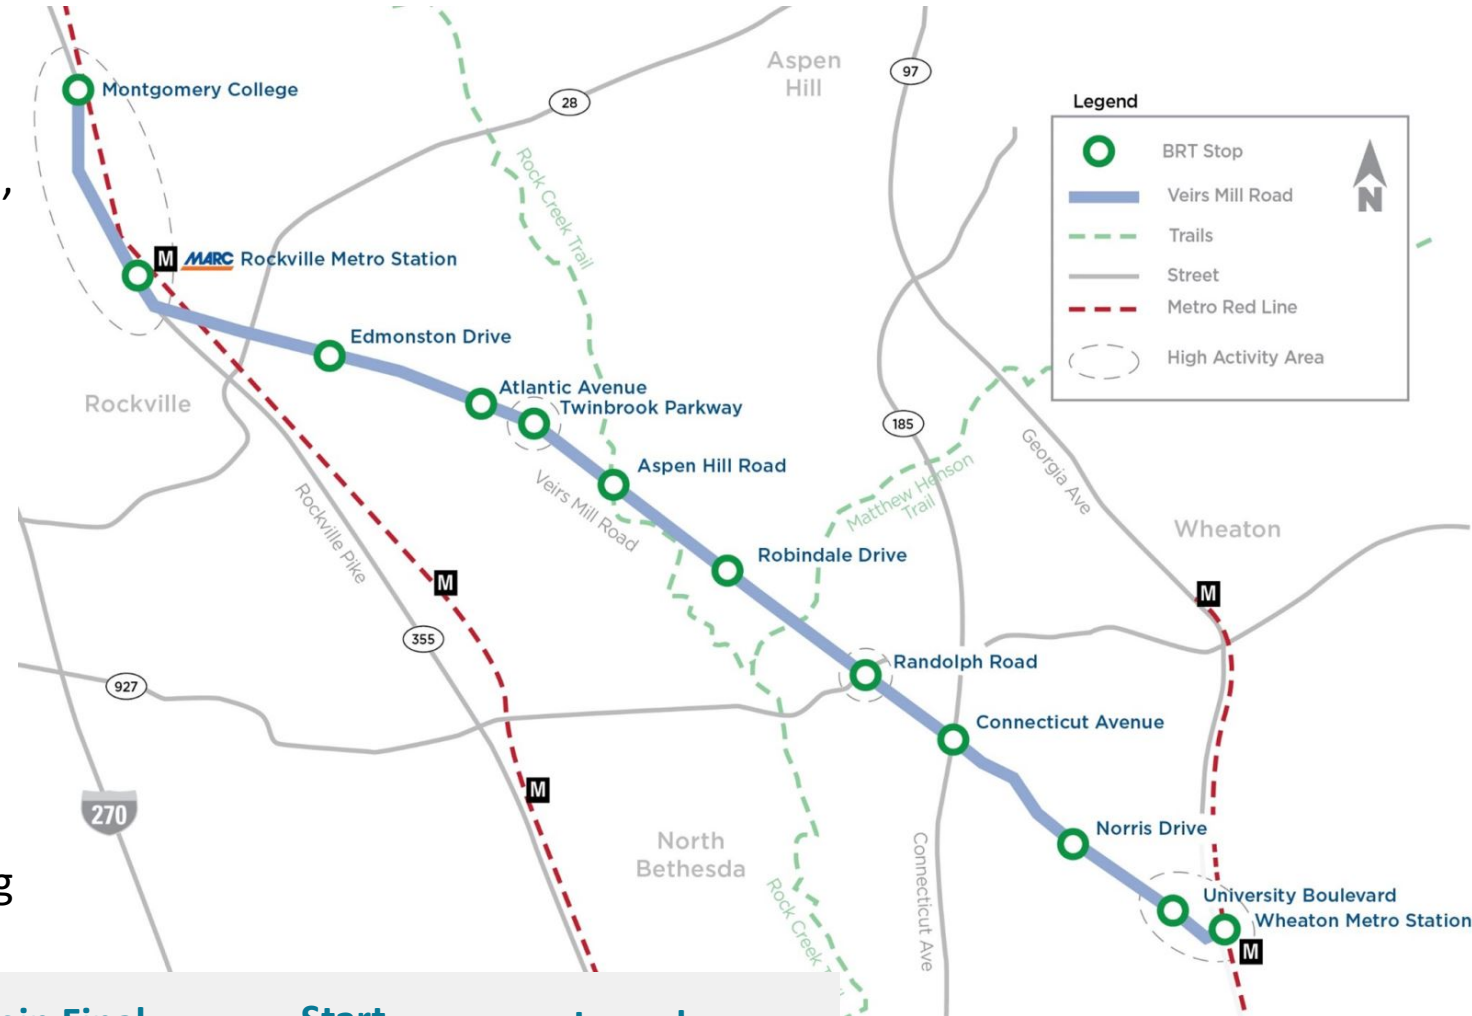 Aspen
Hill
97
28
Montgomery College
Legend
BRT Stop
Veirs Mill Road
Trails
Street
Metro Red Line
High Activity Area
N
,
Rock Creek Trail
M MARC Rockville Metro Station
Edmonston Drive
Atlantic Avenue
Twinbrook Parkway
Rockville
185
Georgia Ave
Aspen Hill Road
Veirs Mill Road
Matthew Henson
Trail
Wheaton
Rockville Pike
Robindale Drive
M
M
355
Randolph Road
927
Connecticut Avenue
M
270
North
Bethesda
Norris Drive
Connecticut Ave
g
Rock Creek
University Boulevard
Wheaton Metro Station
M
Final
Start